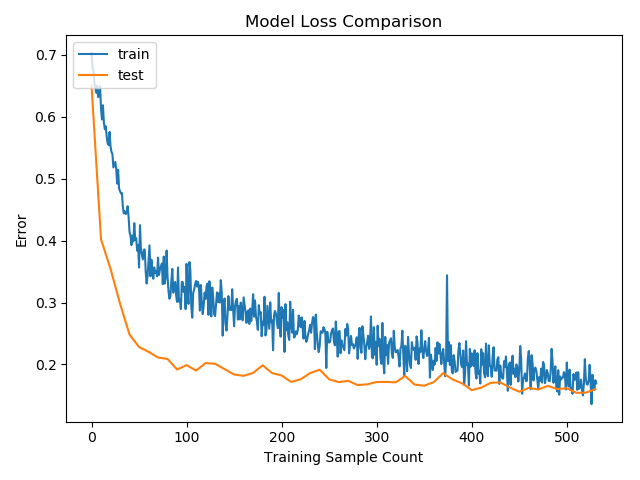 Model Loss Comparison
train
test
0.7
0.6
0.5
0.4
0.3
0.2
Error
0
100
200
300
400
500
Training Sample Count